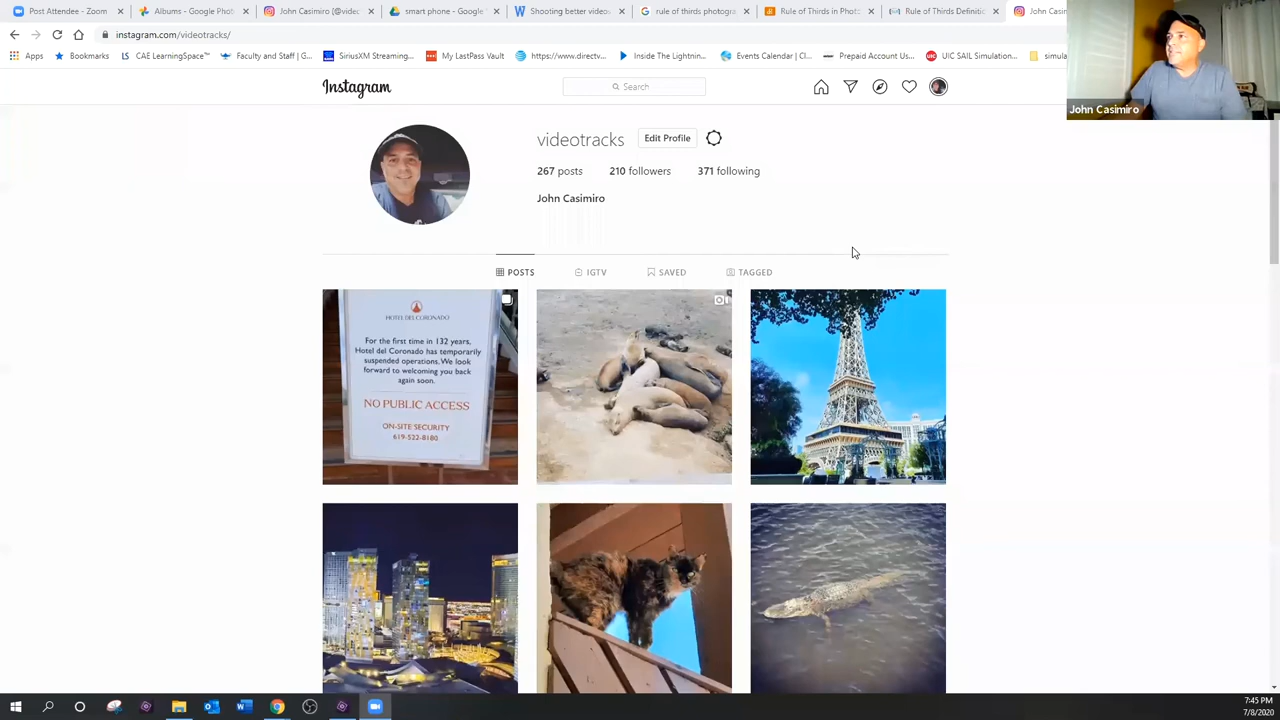 Post Attendee - Zoom
Albums - Google Phot
Instagram
John Casimiro (@video
smart phone - Google
Shooting better video
rule of thirds photogra
Rule of Thirds in Phot
Rule of Thirds Definiti
John Casi
instagram.com/videotracks/
Apps
Bookmarks
CAE LearningSpace™
Faculty and Staff | G...
SiriusXM Streaming...
My LastPass Vault
https://www.directv...
Inside The Lightnin...
Events Calendar | Cl...
Prepaid Account Us...
UIC SAIL Simulation...
simula
John Casimiro
Instagram
Search
videotracks
Edit Profile
267 posts
210 followers
371 following
John Casimiro
POSTS
IGTV
SAVED
TAGGED
HOTEL DEL CORONADO
For the first time in 132 years,
Hotel del Coronado has temporarily
suspended operations. We look
forward to welcoming you back
again soon.
NO PUBLIC ACCESS
ON-SITE SECURITY
619-522-8180
7:45 PM
7/8/2020